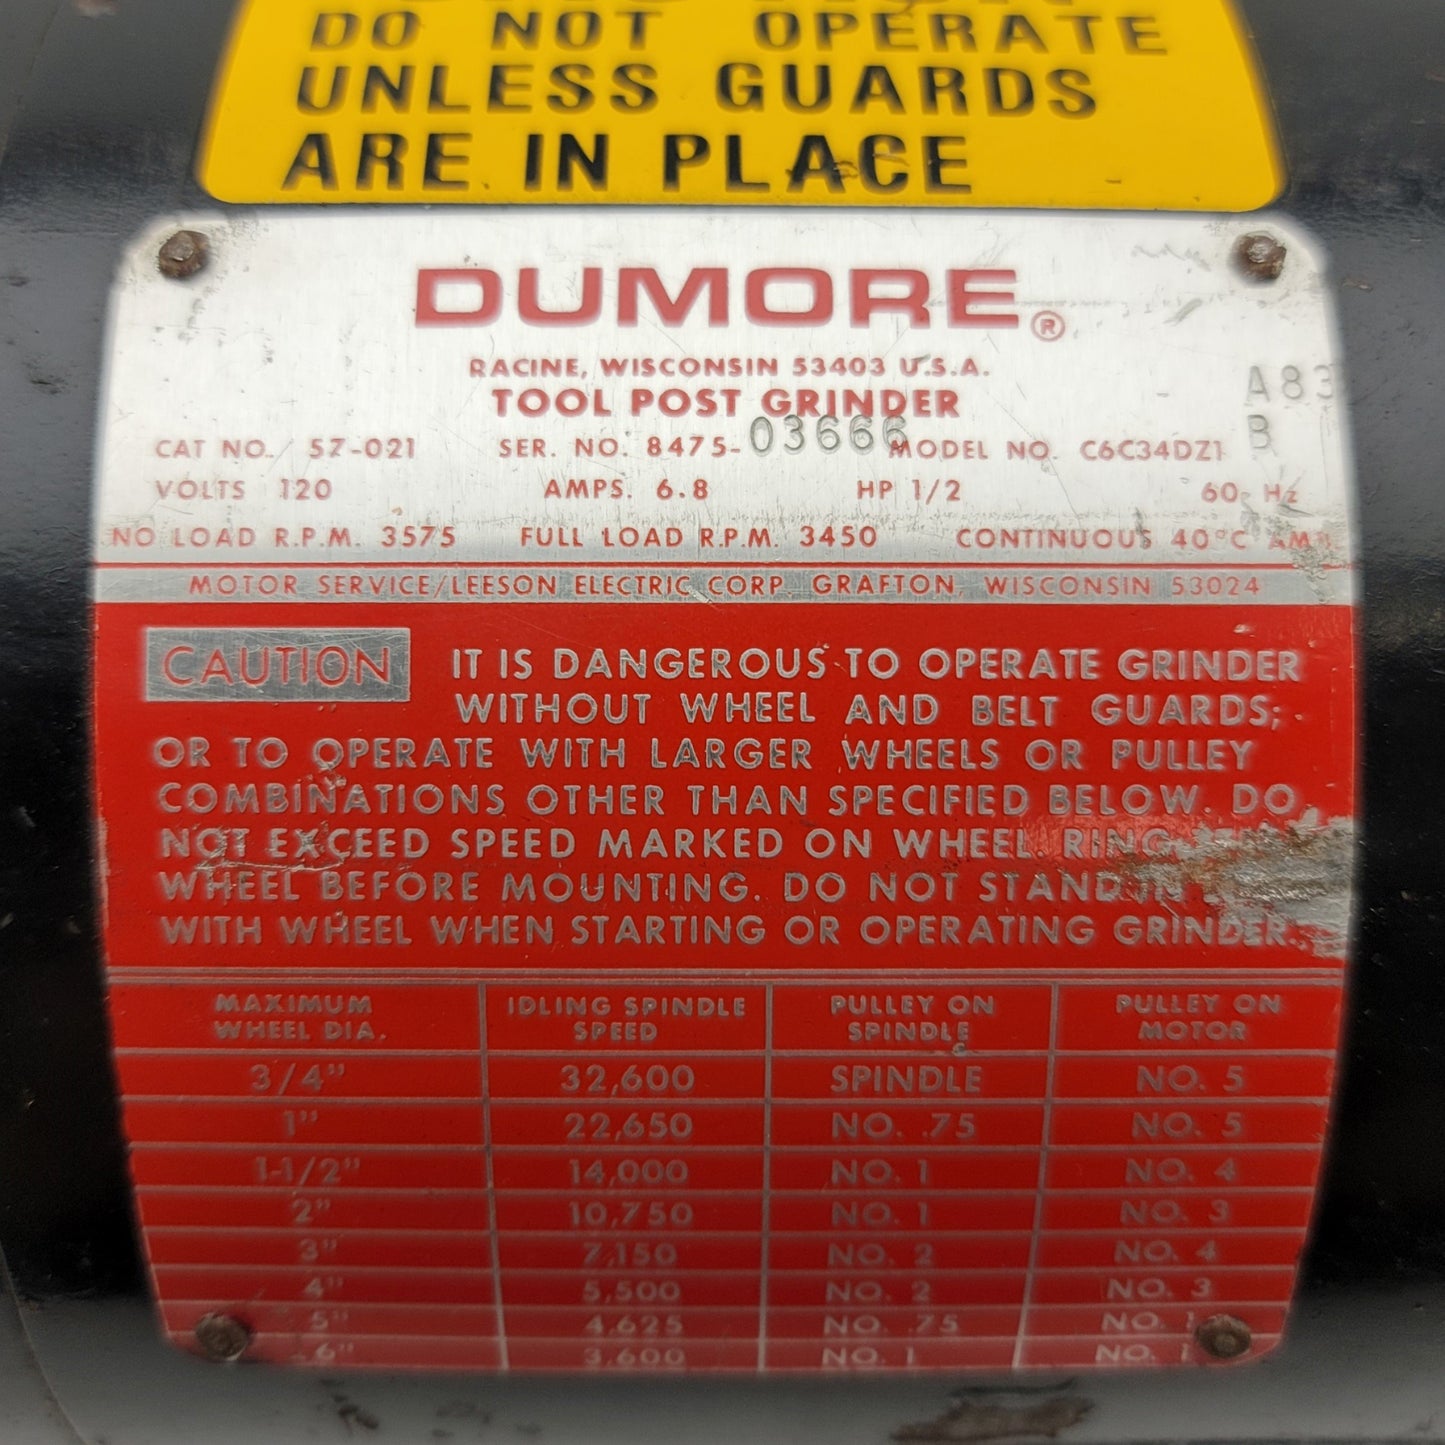 DO NOT OPERATE
UNLESS GUARDS
ARE IN PLACE
DUMORE®
RACINE, WISCONSIN 53403 U.S.A.
TOOL POST GRINDER
A83
CAT NO. 57-021 SER. NO. 8475-03666 MODEL NO. C6C34DZ1 B
VOLTS 120 AMPS. 6.8 HP 1/2 60 Hz
NO LOAD R.P.M. 3575 FULL LOAD R.P.M. 3450 CONTINUOUS 40°C AMB
MOTOR SERVICE/LEESON ELECTRIC CORP GRAFTON, WISCONSIN 53024
CAUTION IT IS DANGEROUS TO OPERATE GRINDER
WITHOUT WHEEL AND BELT GUARDS;
OR TO OPERATE WITH LARGER WHEELS OR PULLEY
COMBINATIONS OTHER THAN SPECIFIED BELOW. DO
NOT EXCEED SPEED MARKED ON WHEEL. RING
WHEEL BEFORE MOUNTING. DO NOT STAND IN
WITH WHEEL WHEN STARTING OR OPERATING GRINDER.
MAXIMUM WHEEL DIA. IDLING SPINDLE SPEED PULLEY ON SPINDLE PULLEY ON MOTOR
3/4" 32,600 SPINDLE NO. 5
1" 22,650 NO. .75 NO. 5
1-1/2" 14,000 NO. 1 NO. 4
2" 10,750 NO. 1 NO. 3
3" 7,150 NO. 2 NO. 4
4" 5,500 NO. 2 NO. 3
5" 4,625 NO. .75 NO. 1
6" 3,600 NO. 1 NO. 1